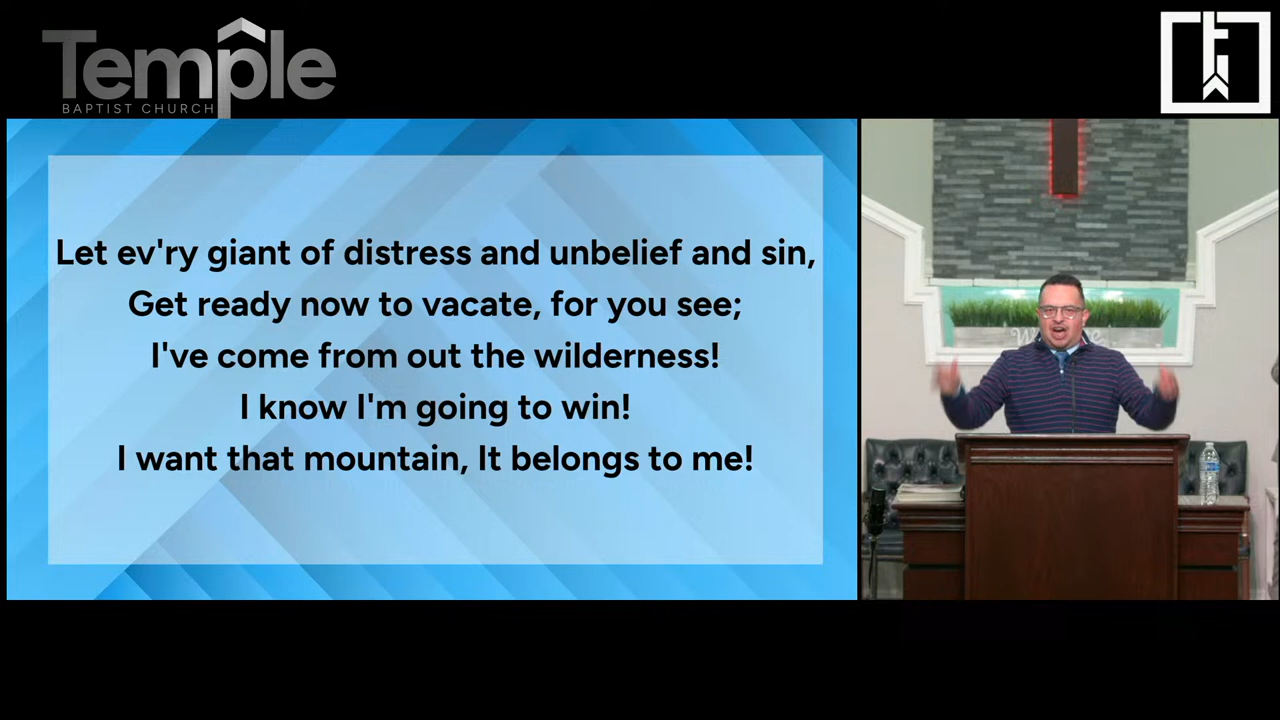 Temple
BAPTIST CHURCH
Let ev'ry giant of distress and unbelief and sin,
Get ready now to vacate, for you see;
I've come from out the wilderness!
I know I'm going to win!
I want that mountain, It belongs to me!